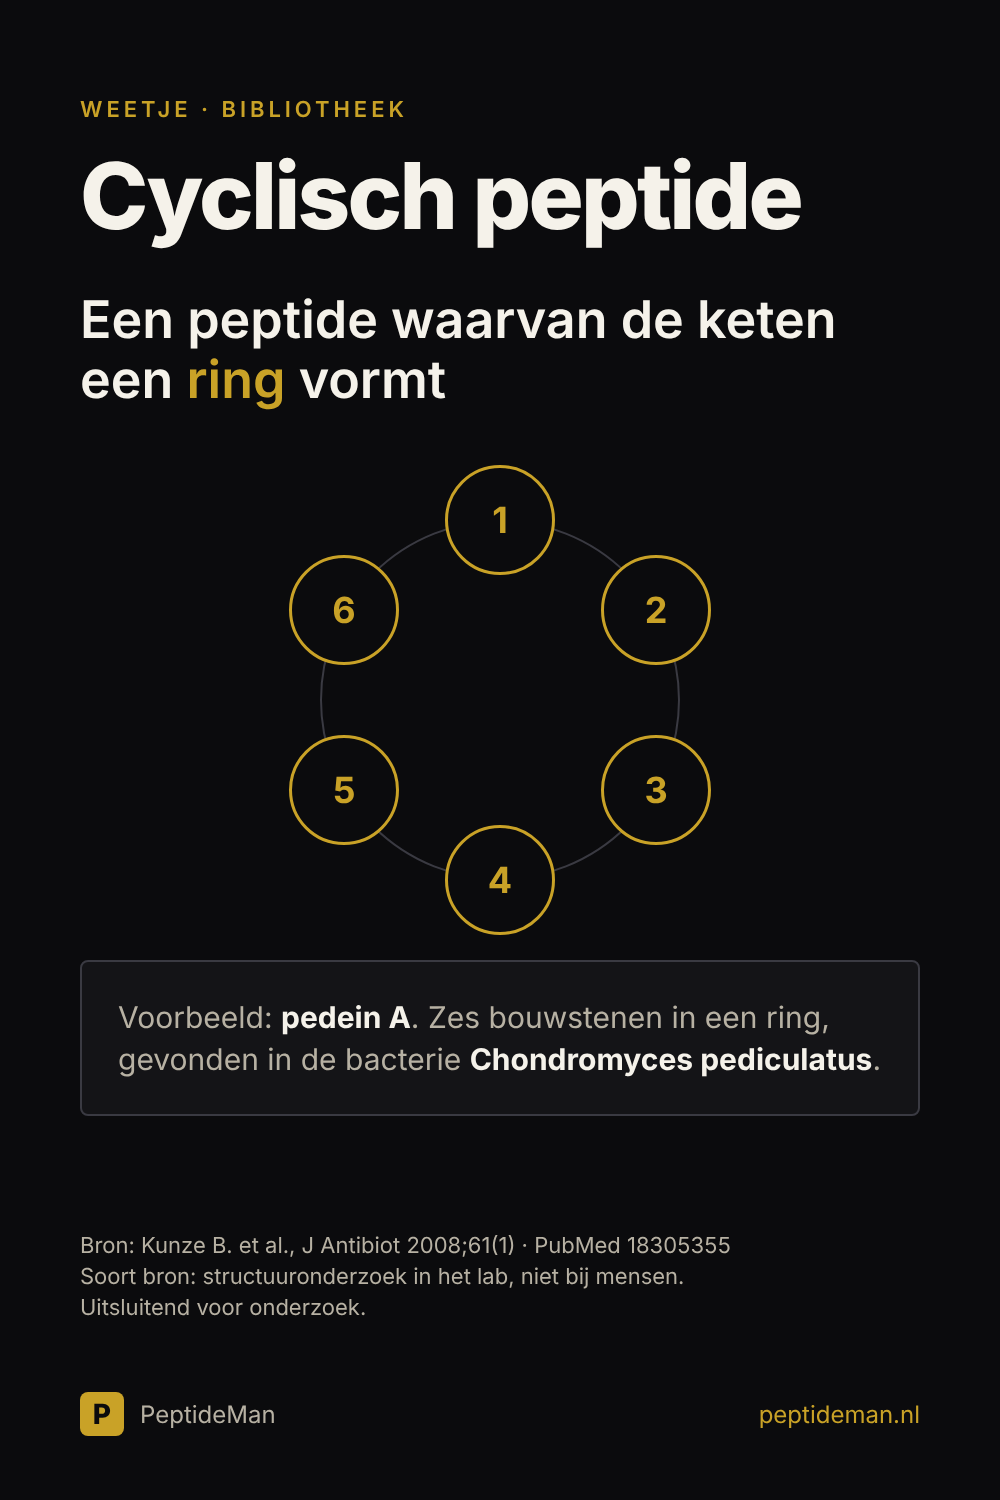 WEETJE · BIBLIOTHEEK
Cyclisch peptide
Een peptide waarvan de keten
een ring vormt
1
6
2
5
3
4
Voorbeeld: pedein A. Zes bouwstenen in een ring,
gevonden in de bacterie Chondromyces pediculatus.
Bron: Kunze B. et al., J Antibiot 2008;61(1) · PubMed 18305355
Soort bron: structuuronderzoek in het lab, niet bij mensen.
Uitsluitend voor onderzoek.
P PeptideMan
peptideman.nl